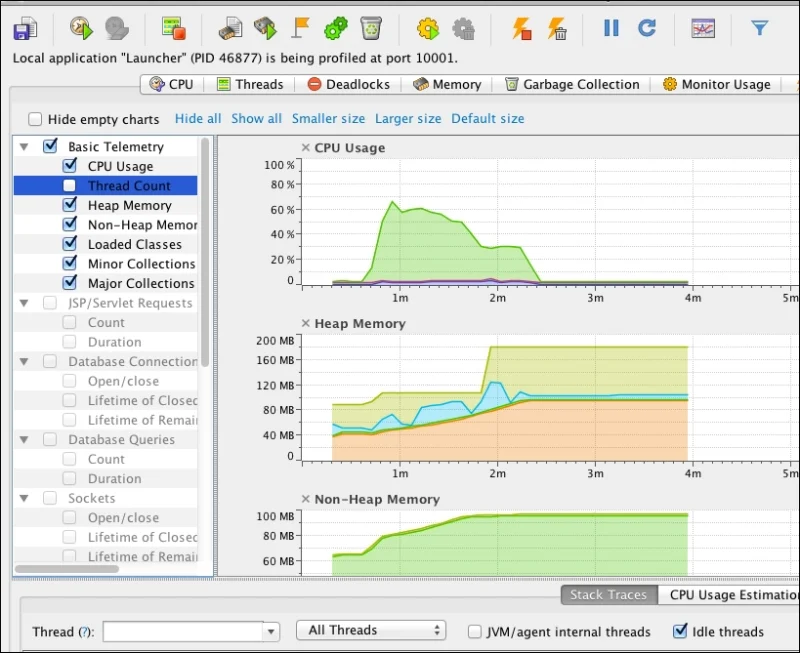 Local application "Launcher" (PID 46877) is being profiled at port 10001.
CPU Threads Deadlocks Memory Garbage Collection Monitor Usage
Hide empty charts Hide all Show all Smaller size Larger size Default size
Basic Telemetry
CPU Usage
Thread Count
Heap Memory
Non-Heap Memor
Loaded Classes
Minor Collections
Major Collections
JSP/Servlet Requests
Count
Duration
Database Connection
Open/close
Lifetime of Closed
Lifetime of Remai
Database Queries
Count
Duration
Sockets
Open/close
Lifetime of Closed
Lifetime of Remai
CPU Usage
100 %
80 %
60 %
40 %
20 %
0
1m 2m 3m 4m 5m
Heap Memory
200 MB
160 MB
120 MB
80 MB
40 MB
0
1m 2m 3m 4m 5m
Non-Heap Memory
100 MB
80 MB
60 MB
Stack Traces CPU Usage Estimation
Thread (?): All Threads JVM/agent internal threads Idle threads